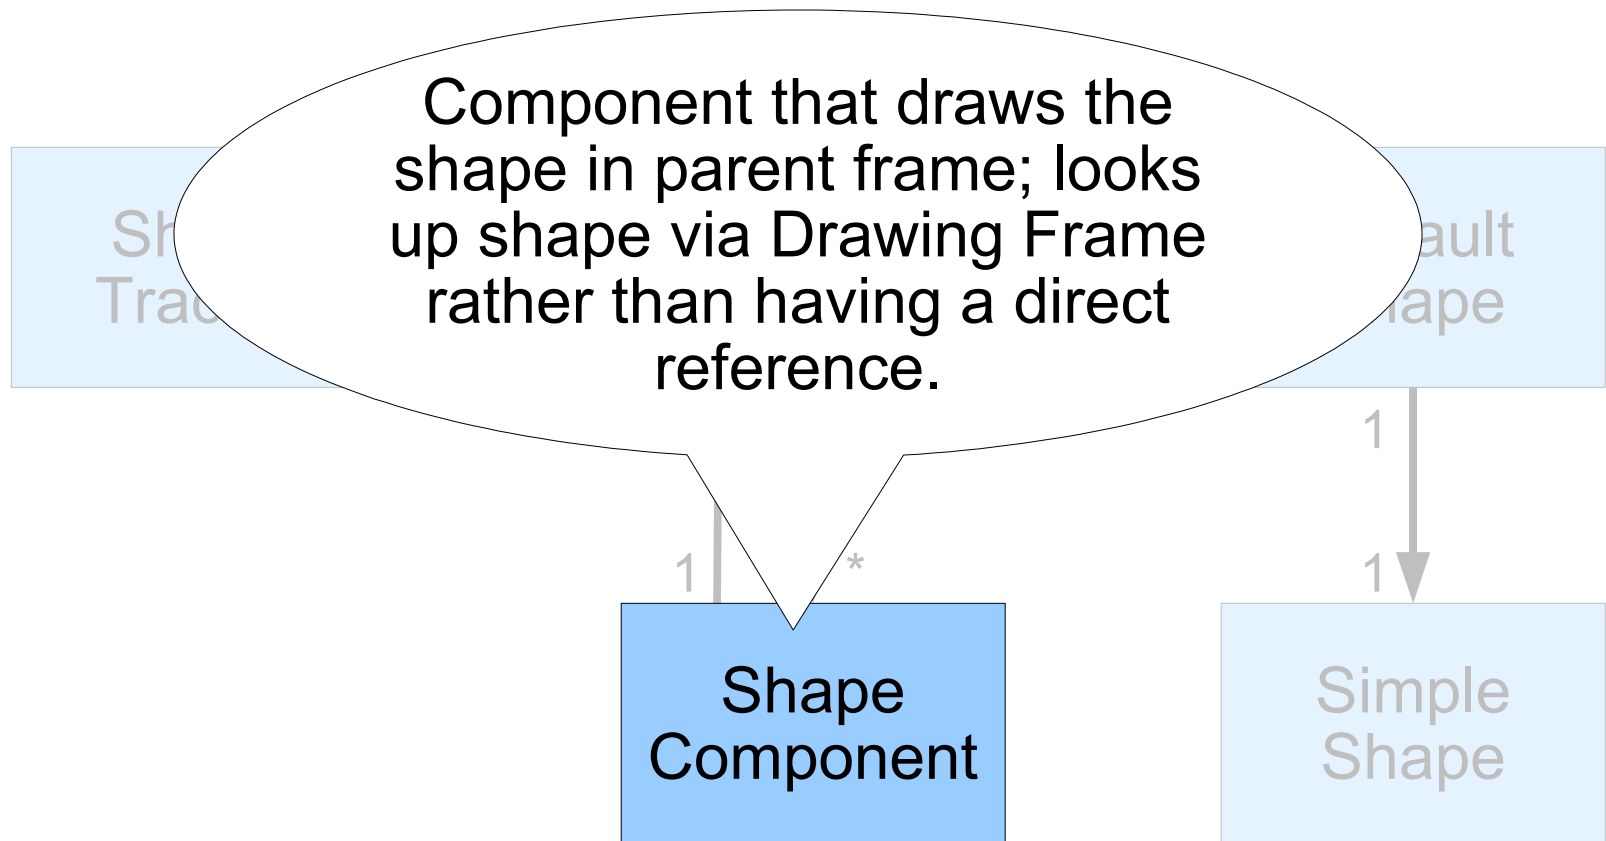 Component that draws the
shape in parent frame; looks
up shape via Drawing Frame
rather than having a direct
reference.
1
1
*
1
Shape
Component
Simple
Shape